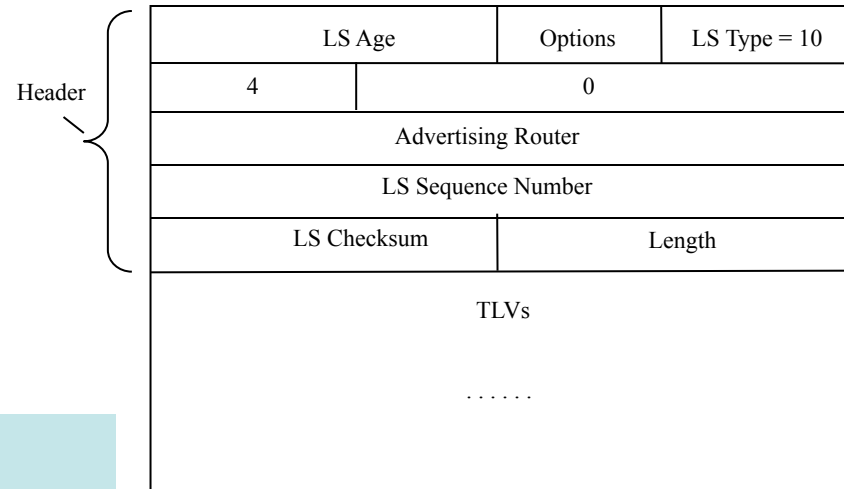 LS Age Options LS Type = 10
Header
4 0
Advertising Router
LS Sequence Number
LS Checksum Length
TLVs
. . . . . .